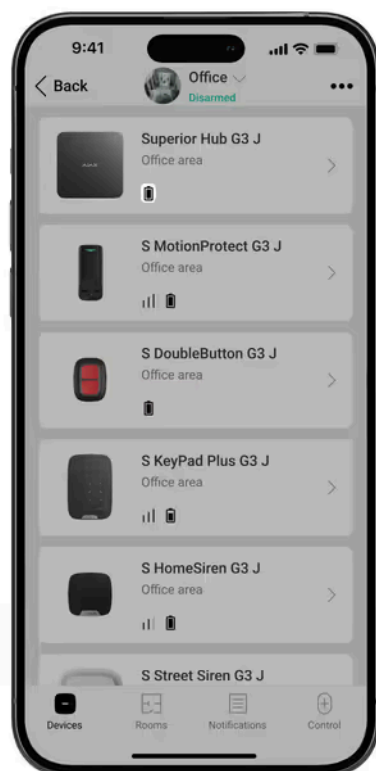 9:41
Back
Office
Disarmed
Superior Hub G3 J
Office area
AJAX
S MotionProtect G3 J
Office area
S DoubleButton G3 J
Office area
S KeyPad Plus G3 J
Office area
S HomeSiren G3 J
Office area
S Street Siren G3 J
Devices
Rooms
Notifications
Control